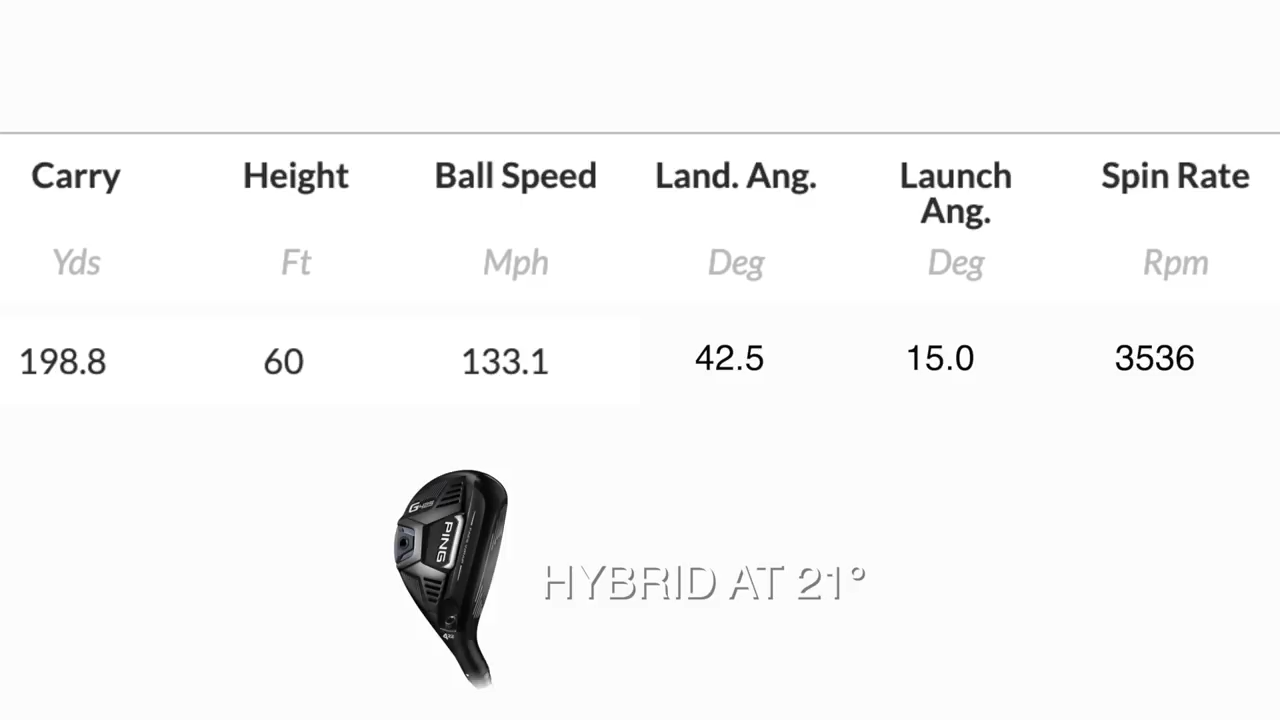 Carry Height Ball Speed Land. Ang. Launch Ang. Spin Rate
Yds Ft Mph Deg Deg Rpm
198.8 60 133.1 42.5 15.0 3536
G425
PING
HYBRID AT 21°